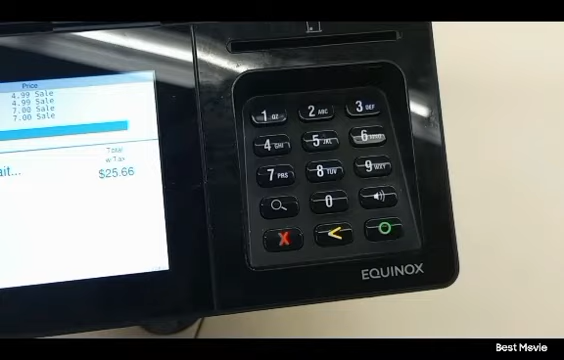 Price
4.99 Sale
4.99 Sale
7.00 Sale
7.00 Sale
Total
w/Tax
ait... $25.66
1 QZ 2 ABC 3 DEF
4 GHI 5 JKL 6 MNO
7 PRS 8 TUV 9 WXY
0
X < O
EQUINOX
Best Movie